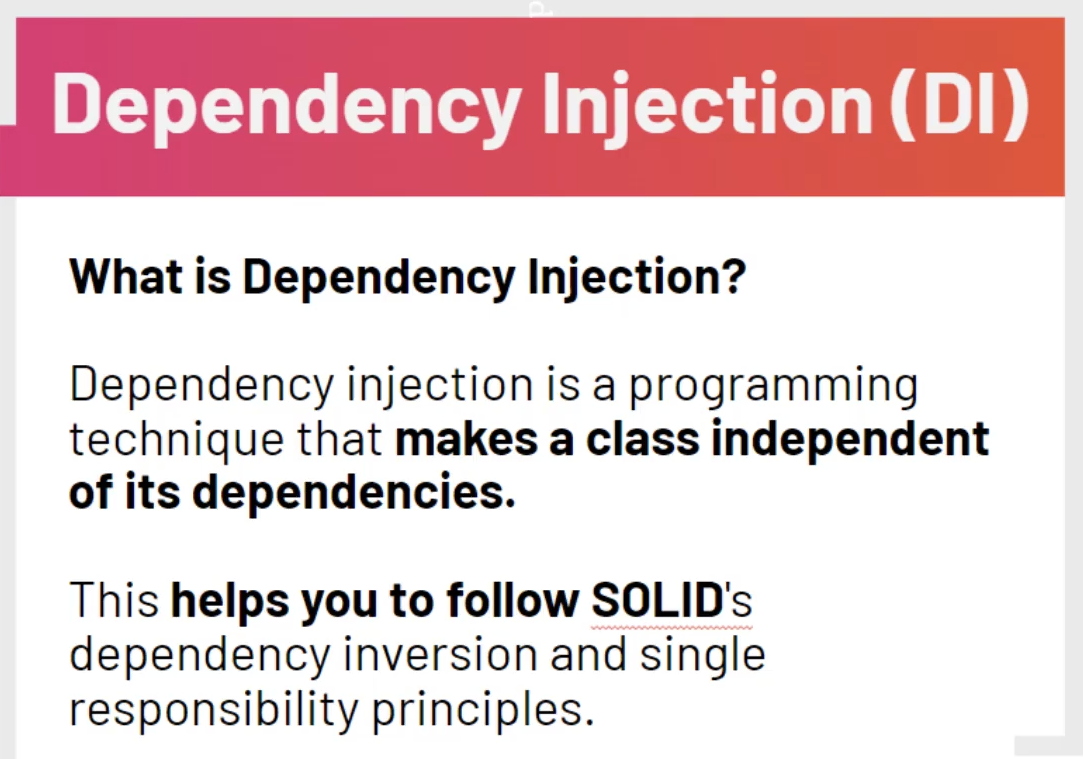 Dependency Injection (DI)
What is Dependency Injection?
Dependency injection is a programming
technique that makes a class independent
of its dependencies.
This helps you to follow SOLID's
dependency inversion and single
responsibility principles.